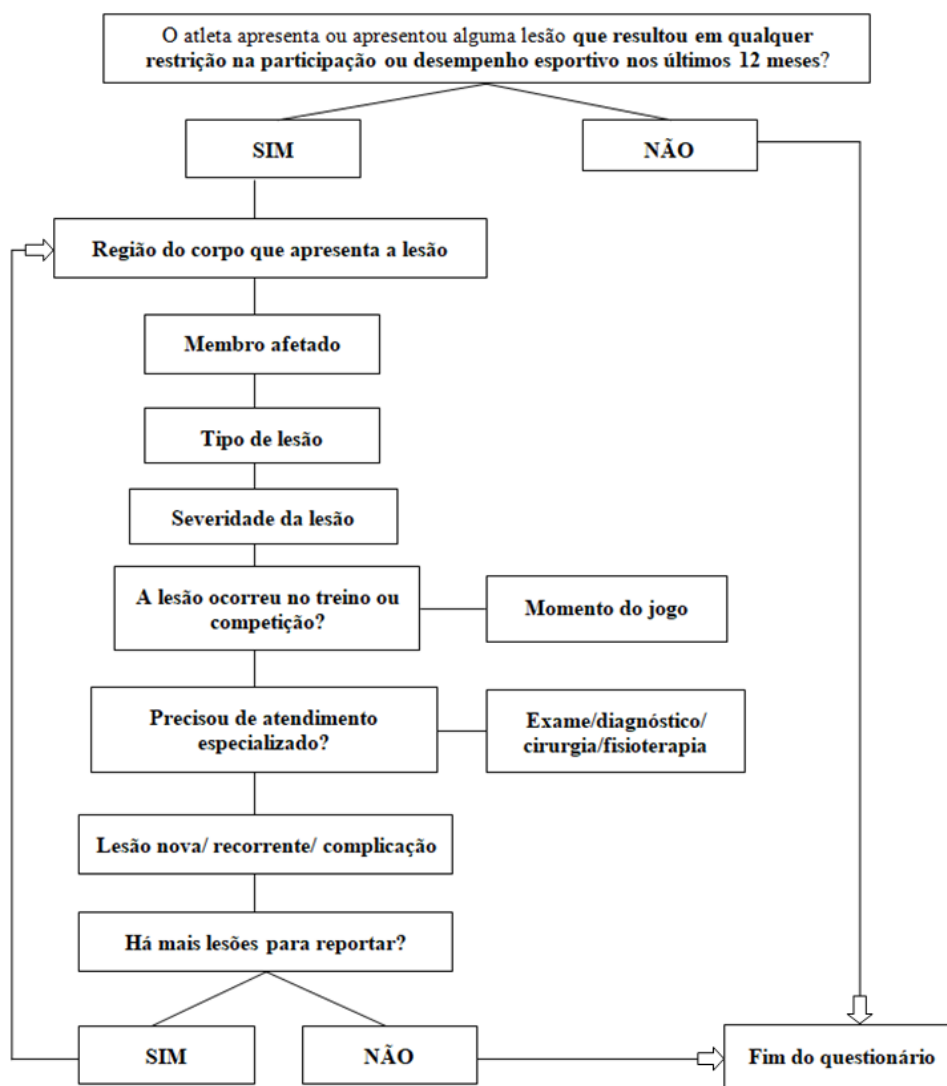 O atleta apresenta ou apresentou alguma lesão que resultou em qualquer
restrição na participação ou desempenho esportivo nos últimos 12 meses?
SIM
NÃO
Região do corpo que apresenta a lesão
Membro afetado
Tipo de lesão
Severidade da lesão
A lesão ocorreu no treino ou
competição?
Momento do jogo
Precisou de atendimento
especializado?
Exame/diagnóstico/
cirurgia/fisioterapia
Lesão nova/ recorrente/ complicação
Há mais lesões para reportar?
SIM
NÃO
Fim do questionário